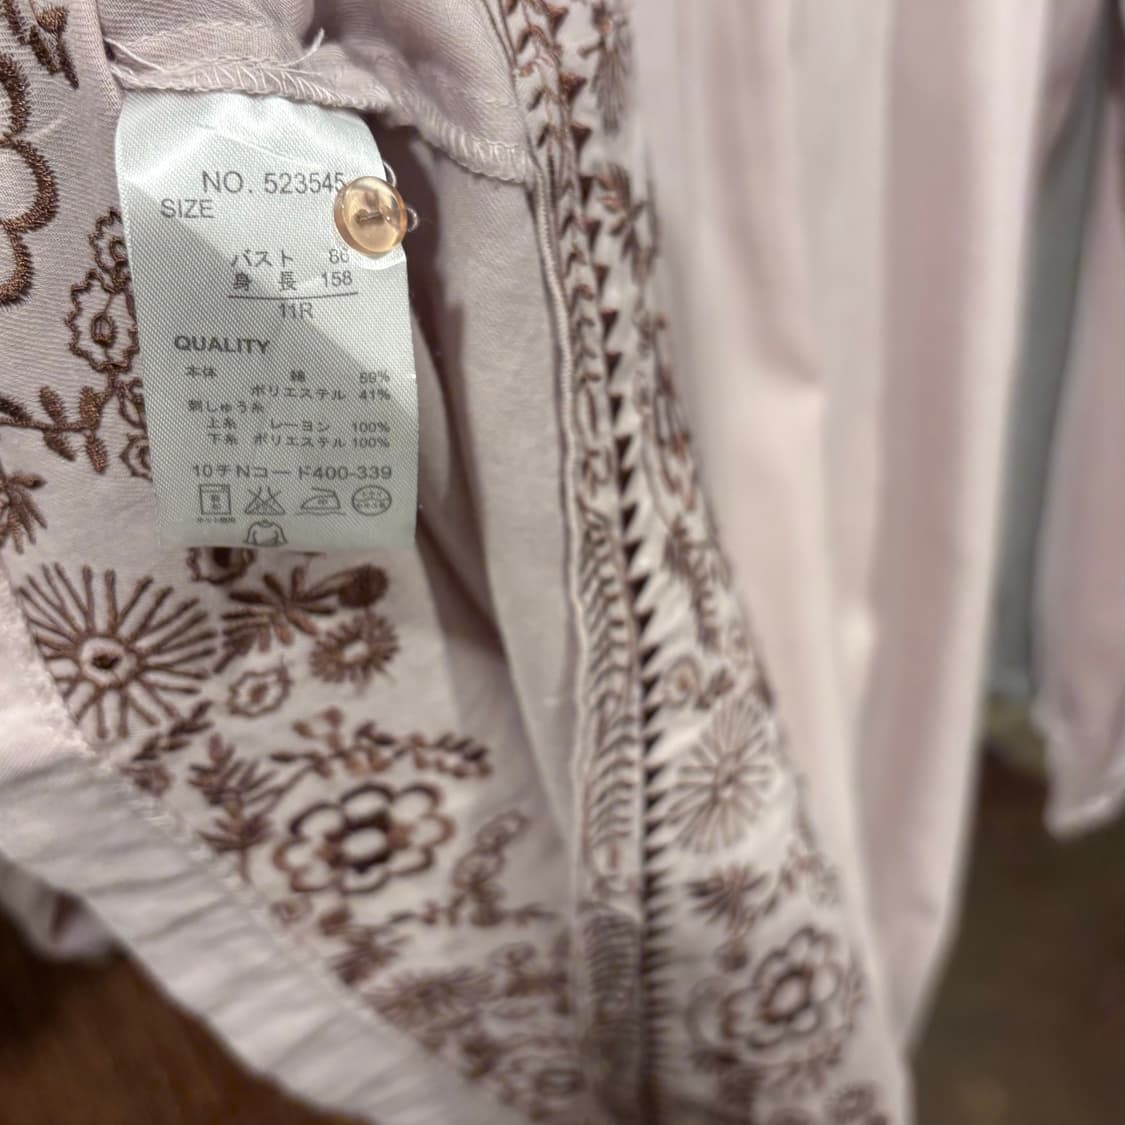 NO. 523545
SIZE
バスト 86
身 長 158
11R
QUALITY
本体 綿 59%
ポリエステル 41%
刺しゅう糸
上糸 レーヨン 100%
下糸 ポリエステル 100%
10チNコード400-339